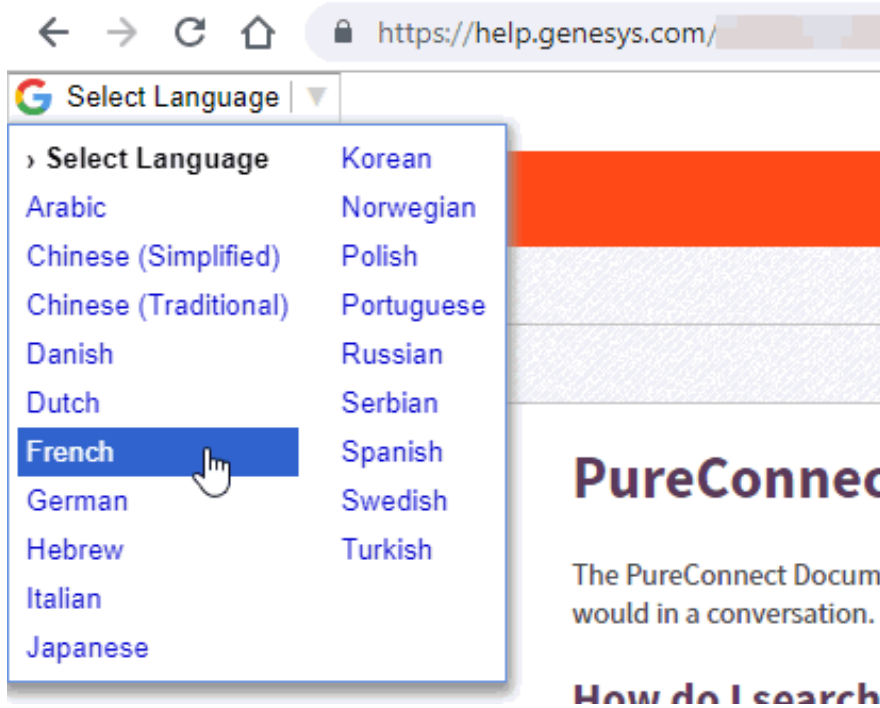 https://help.genesys.com/
Select Language
› Select Language
Arabic
Chinese (Simplified)
Chinese (Traditional)
Danish
Dutch
French
German
Hebrew
Italian
Japanese
Korean
Norwegian
Polish
Portuguese
Russian
Serbian
Spanish
Swedish
Turkish
PureConnec
The PureConnect Docum
would in a conversation.
How do I search